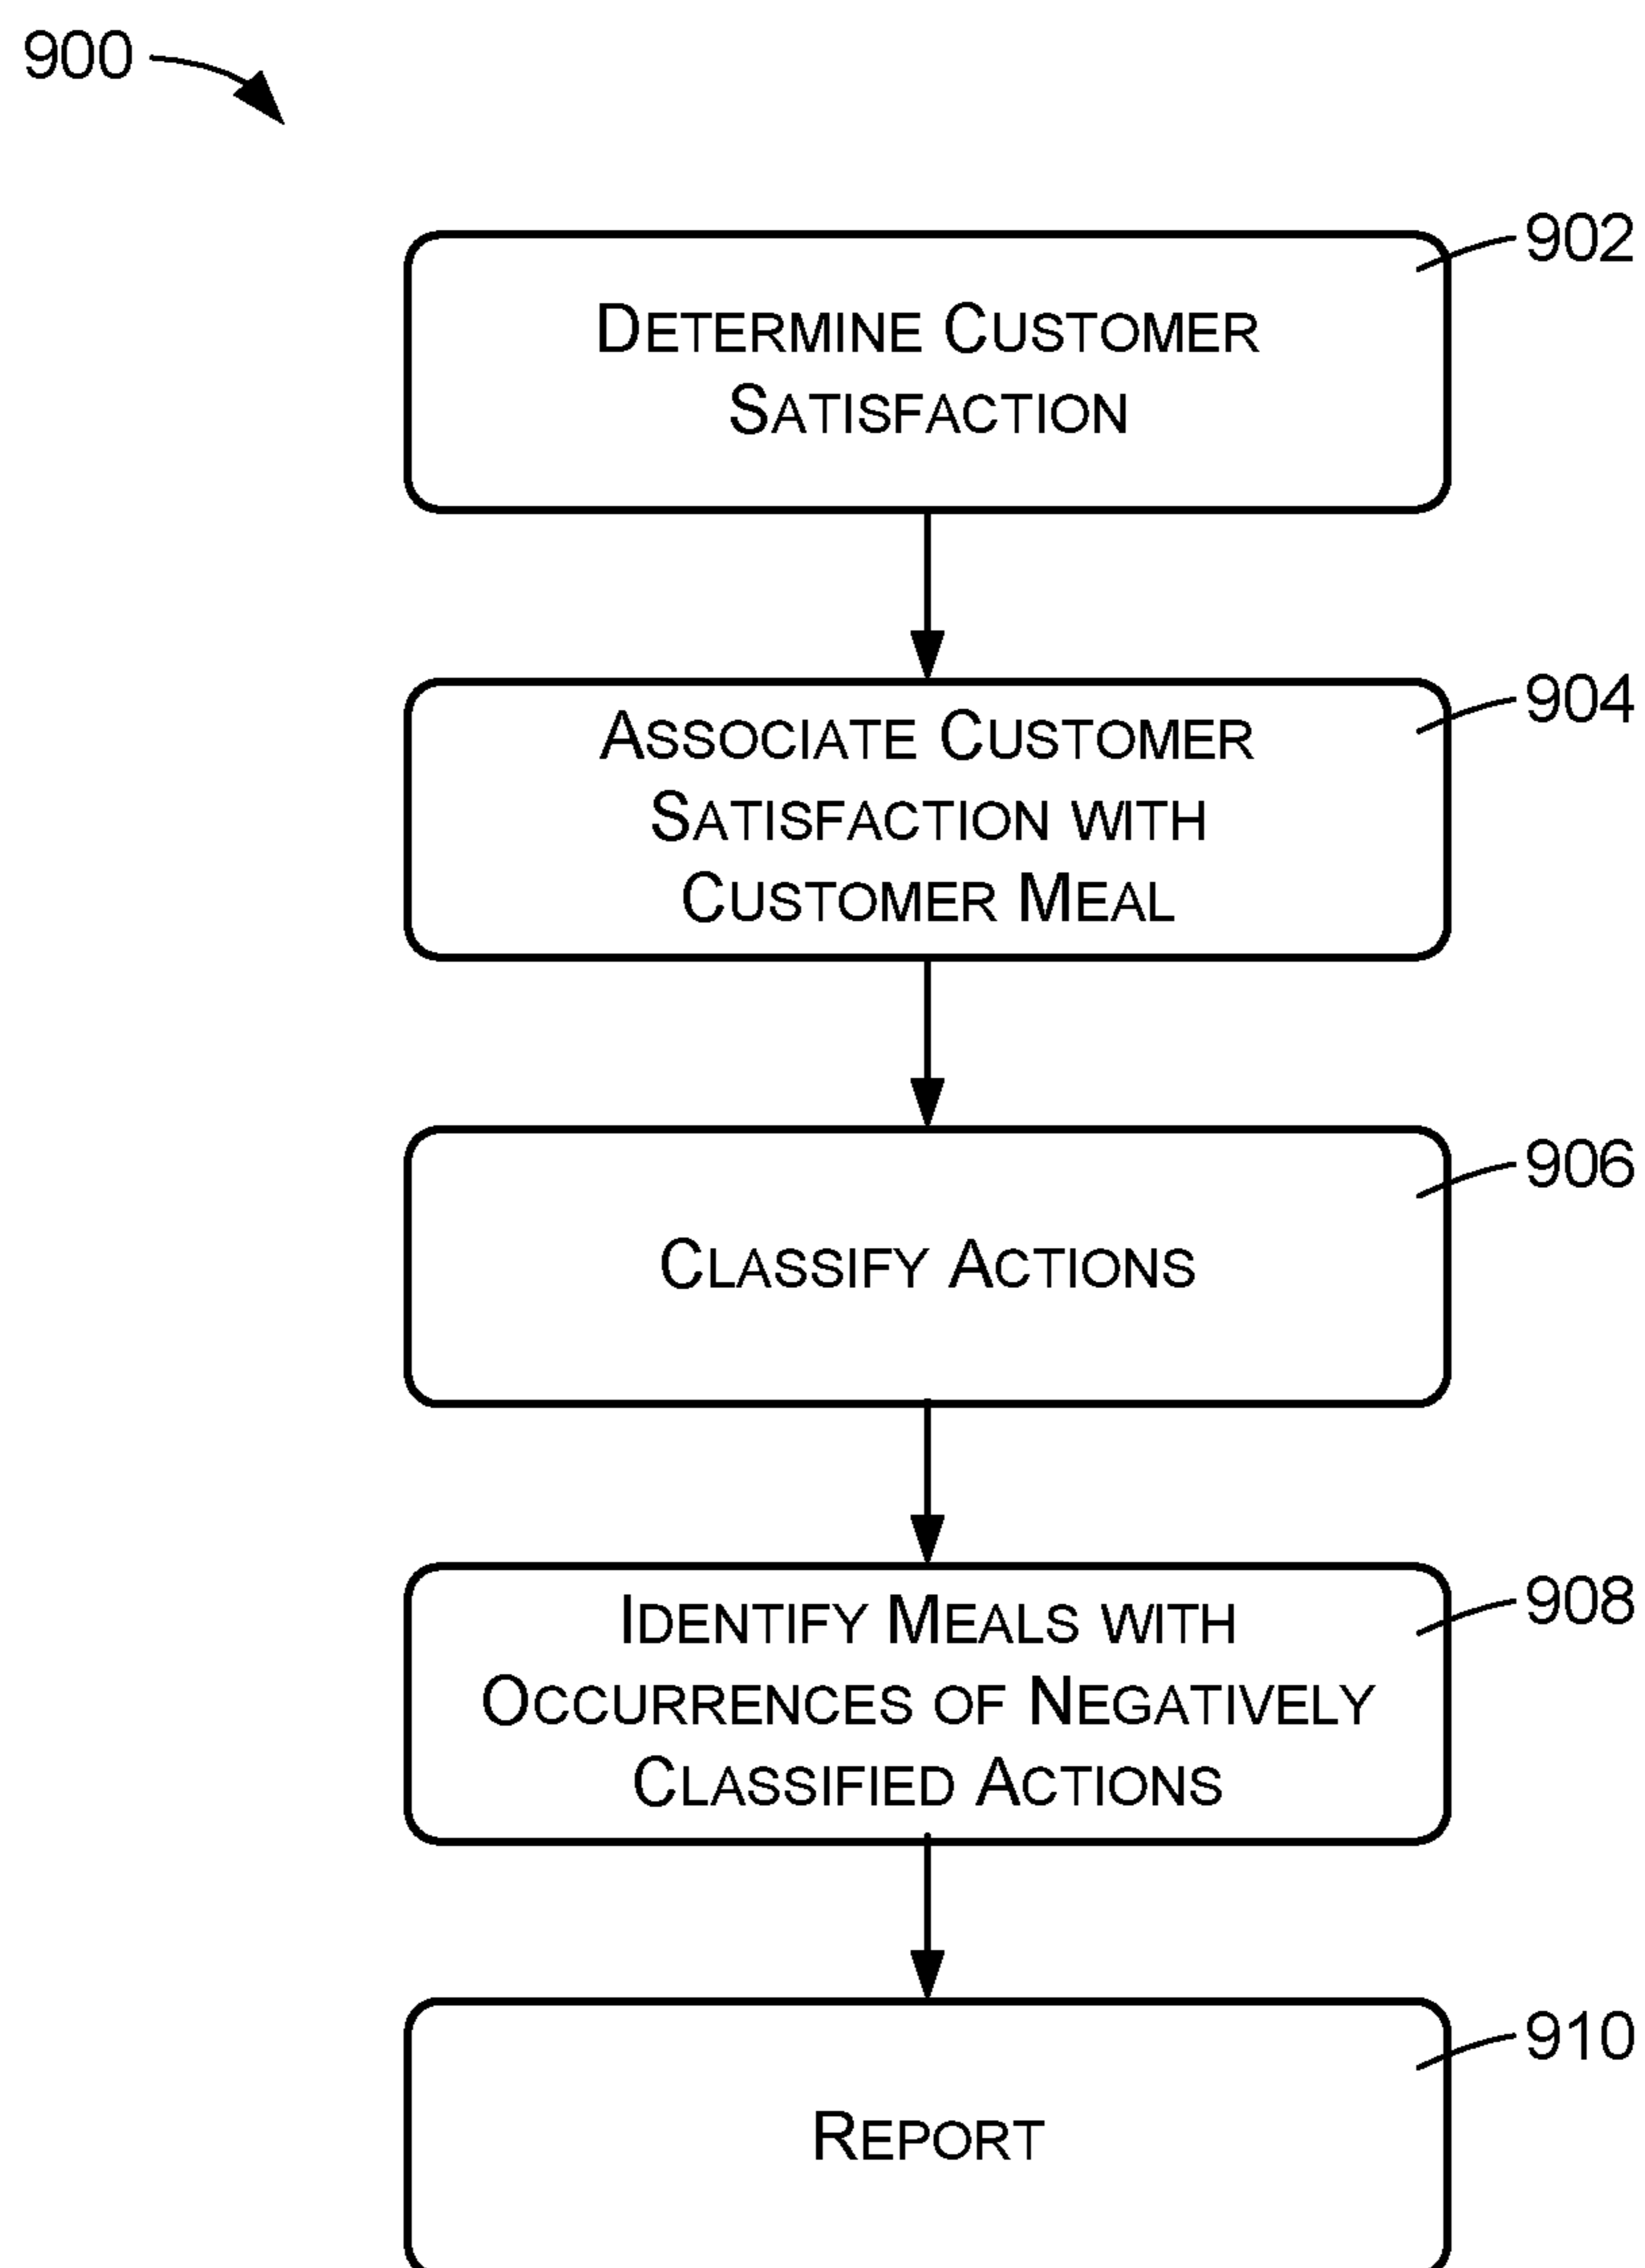 900
902
DETERMINE CUSTOMER
SATISFACTION
904
ASSOCIATE CUSTOMER
SATISFACTION WITH
CUSTOMER MEAL
906
CLASSIFY ACTIONS
908
IDENTIFY MEALS WITH
OCCURRENCES OF NEGATIVELY
CLASSIFIED ACTIONS
910
REPORT